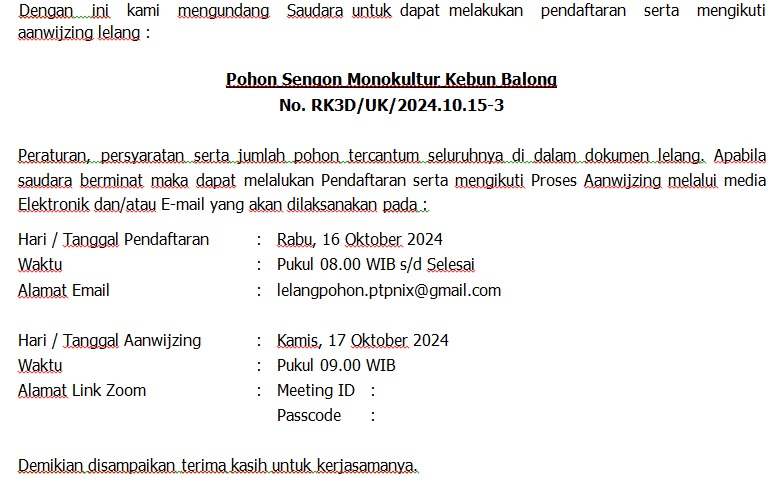 Dengan ini kami mengundang Saudara untuk dapat melakukan pendaftaran serta mengikuti
aanwijzing lelang :
Pohon Sengon Monokultur Kebun Balong
No. RK3D/UK/2024.10.15-3
Peraturan, persyaratan serta jumlah pohon tercantum seluruhnya di dalam dokumen lelang. Apabila
saudara berminat maka dapat melalukan Pendaftaran serta mengikuti Proses Aanwijzing melalui media
Elektronik dan/atau E-mail yang akan dilaksanakan pada :
Hari / Tanggal Pendaftaran : Rabu, 16 Oktober 2024
Waktu : Pukul 08.00 WIB s/d Selesai
Alamat Email : lelangpohon.ptpnix@gmail.com
Hari / Tanggal Aanwijzing : Kamis, 17 Oktober 2024
Waktu : Pukul 09.00 WIB
Alamat Link Zoom : Meeting ID :
Passcode :
Demikian disampaikan terima kasih untuk kerjasamanya.